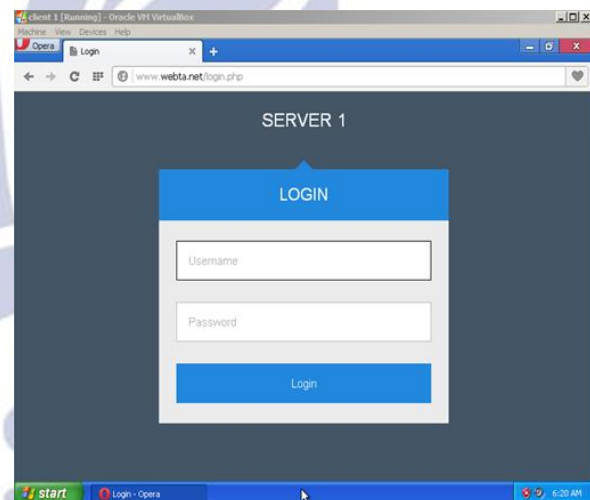 client 1 [Running] - Oracle VM VirtualBox
Machine View Devices Help
Opera Login
www.webta.net/login.php
SERVER 1
LOGIN
Username
Password
Login
start Login - Opera 6:20 AM